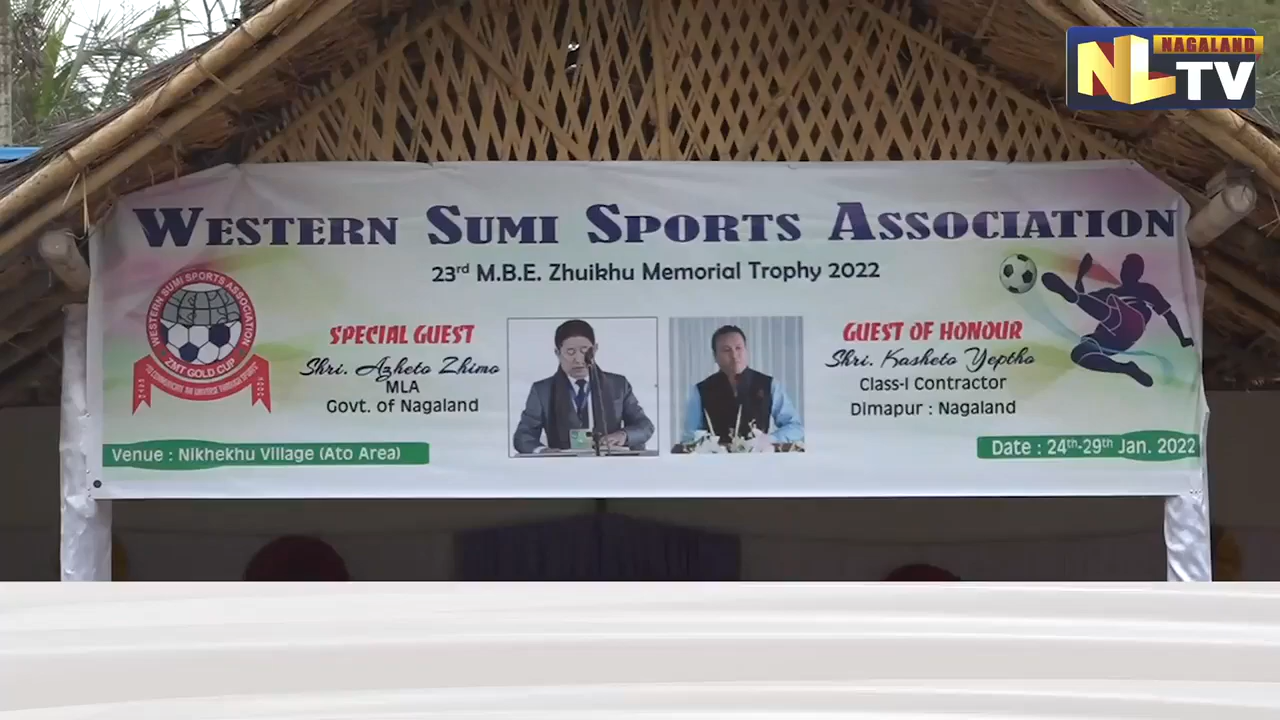 NAGALAND
NLTV
WESTERN SUMI SPORTS ASSOCIATION
23rd M.B.E. Zhuikhu Memorial Trophy 2022
WESTERN SUMI SPORTS ASSOCIATION
ZMT GOLD CUP
SPECIAL GUEST
Shri. Azheto Zhimo
MLA
Govt. of Nagaland
GUEST OF HONOUR
Shri. Kasheto Yeptho
Class-I Contractor
Dimapur : Nagaland
Venue : Nikhekhu Village (Ato Area)
Date : 24th-29th Jan. 2022